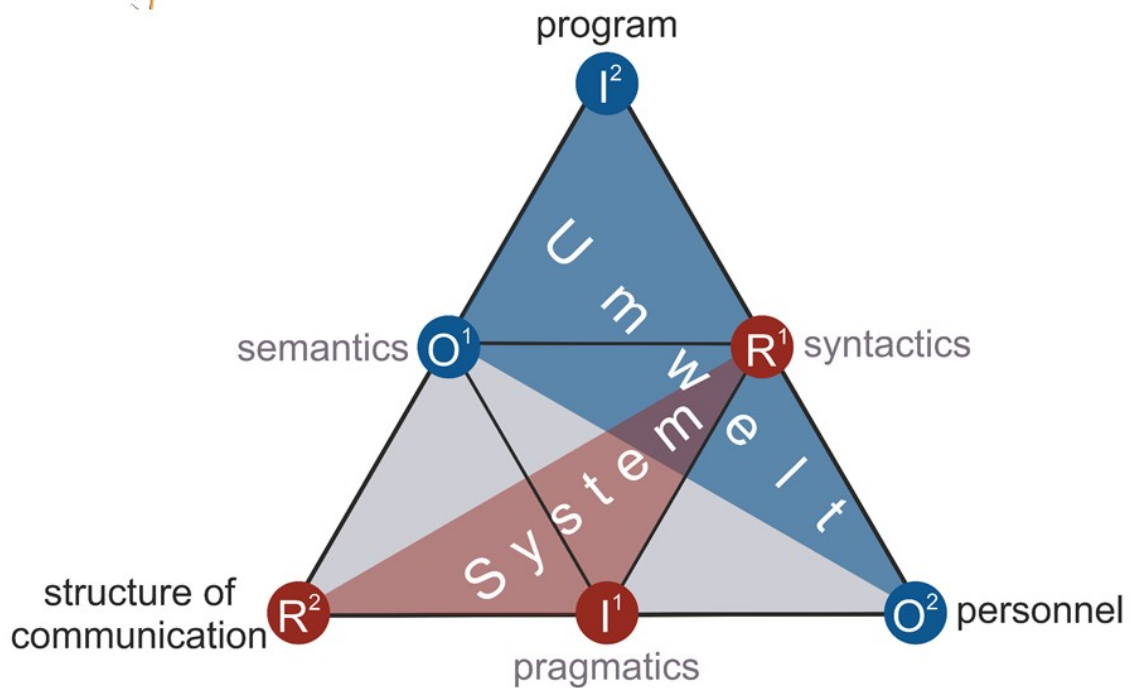 program
I²
Umwelt
semantics
O¹
R¹
syntactics
System
structure of
communication
R²
I¹
O²
personnel
pragmatics